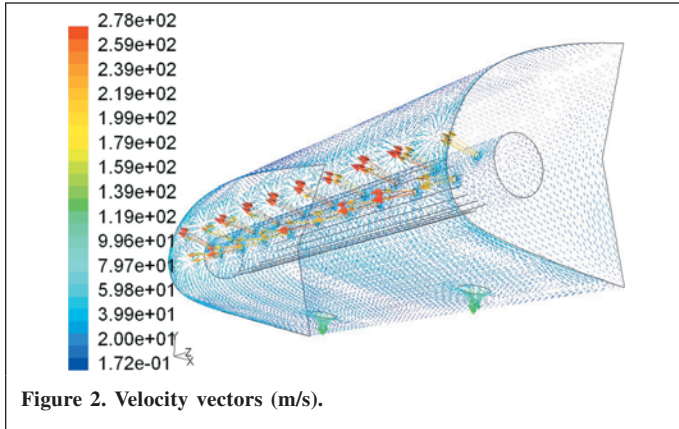 2.78e+02
2.59e+02
2.39e+02
2.19e+02
1.99e+02
1.79e+02
1.59e+02
1.39e+02
1.19e+02
9.96e+01
7.97e+01
5.98e+01
3.99e+01
2.00e+01
1.72e-01
Y
Z
X
Figure 2. Velocity vectors (m/s).